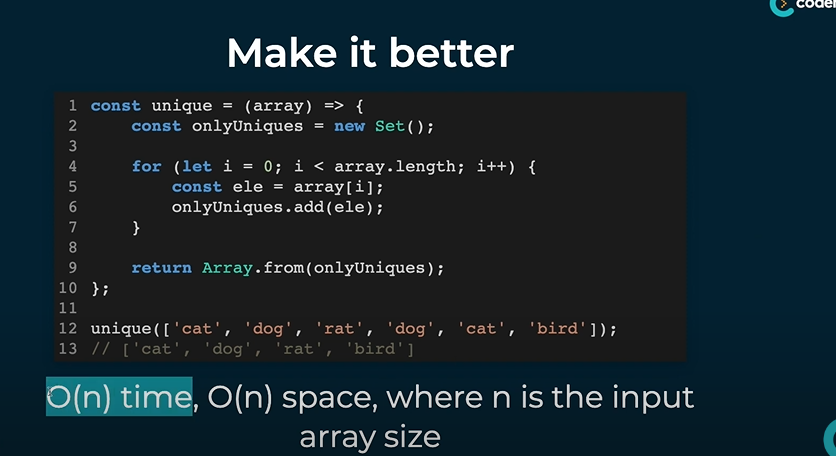 Make it better
1 const unique = (array) => {
2     const onlyUniques = new Set();
3
4     for (let i = 0; i < array.length; i++) {
5         const ele = array[i];
6         onlyUniques.add(ele);
7     }
8
9     return Array.from(onlyUniques);
10 };
11
12 unique(['cat', 'dog', 'rat', 'dog', 'cat', 'bird']);
13 // ['cat', 'dog', 'rat', 'bird']
O(n) time, O(n) space, where n is the input
array size